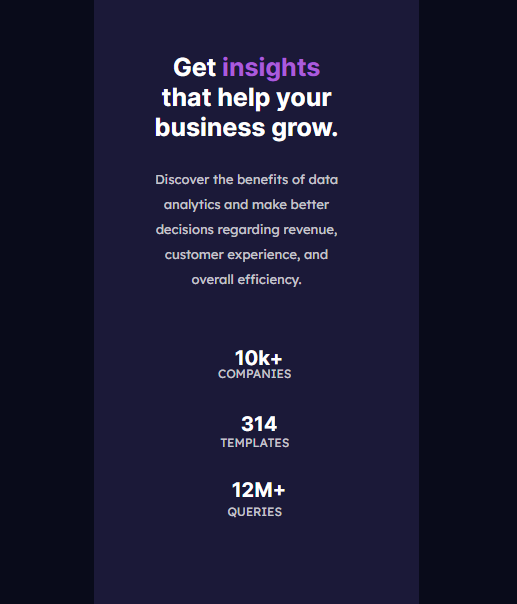 Get insights
that help your
business grow.
Discover the benefits of data
analytics and make better
decisions regarding revenue,
customer experience, and
overall efficiency.
10k+
COMPANIES
314
TEMPLATES
12M+
QUERIES